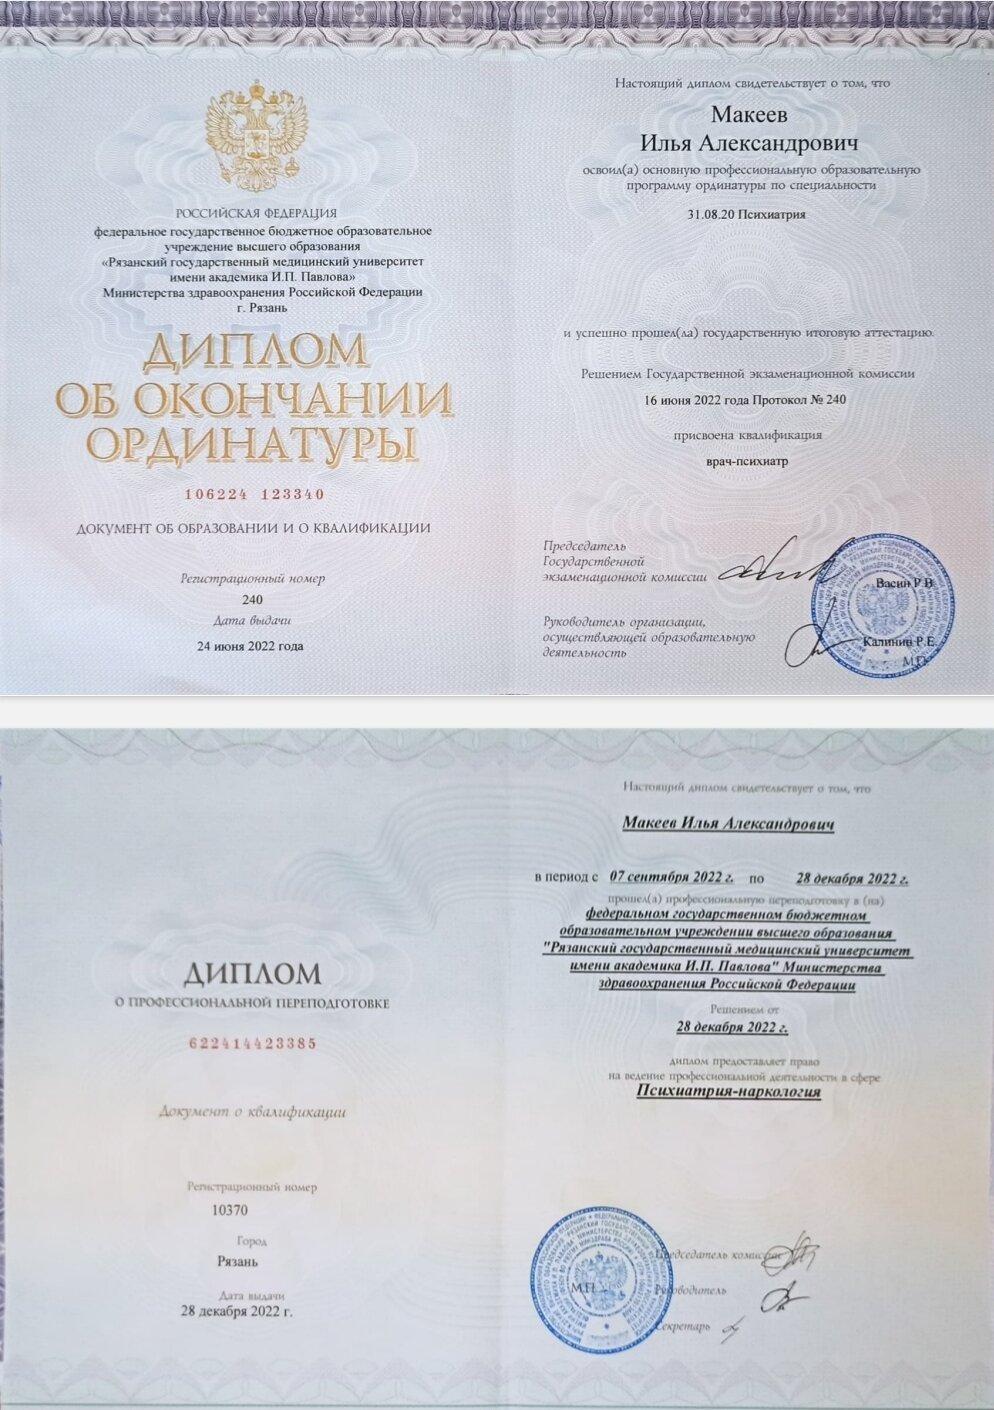 РОССИЙСКАЯ ФЕДЕРАЦИЯ
федеральное государственное бюджетное образовательное
учреждение высшего образования
«Рязанский государственный медицинский университет
имени академика И.П. Павлова»
Министерства здравоохранения Российской Федерации
г. Рязань
ДИПЛОМ
ОБ ОКОНЧАНИИ
ОРДИНАТУРЫ
106224 123340
ДОКУМЕНТ ОБ ОБРАЗОВАНИИ И О КВАЛИФИКАЦИИ
Регистрационный номер
240
Дата выдачи
24 июня 2022 года
Настоящий диплом свидетельствует о том, что
Макеев
Илья Александрович
освоил(а) основную профессиональную образовательную
программу ординатуры по специальности
31.08.20 Психиатрия
и успешно прошел(ла) государственную итоговую аттестацию.
Решением Государственной экзаменационной комиссии
16 июня 2022 года Протокол № 240
присвоена квалификация
врач-психиатр
Председатель
Государственной
экзаменационной комиссии
Васин Р.В.
Руководитель организации,
осуществляющей образовательную
деятельность
Калинин Р.Е.
М.П.
ДИПЛОМ
О ПРОФЕССИОНАЛЬНОЙ ПЕРЕПОДГОТОВКЕ
622414423385
Документ о квалификации
Регистрационный номер
10370
Город
Рязань
Дата выдачи
28 декабря 2022 г.
Настоящий диплом свидетельствует о том, что
Макеев Илья Александрович
в период с 07 сентября 2022 г. по 28 декабря 2022 г.
прошел(а) профессиональную переподготовку в (на)
федеральном государственном бюджетном
образовательном учреждении высшего образования
"Рязанский государственный медицинский университет
имени академика И.П. Павлова" Министерства
здравоохранения Российской Федерации
Решением от
28 декабря 2022 г.
диплом предоставляет право
на ведение профессиональной деятельности в сфере
Психиатрия-наркология
Председатель комиссии
М.П.
Руководитель
Секретарь